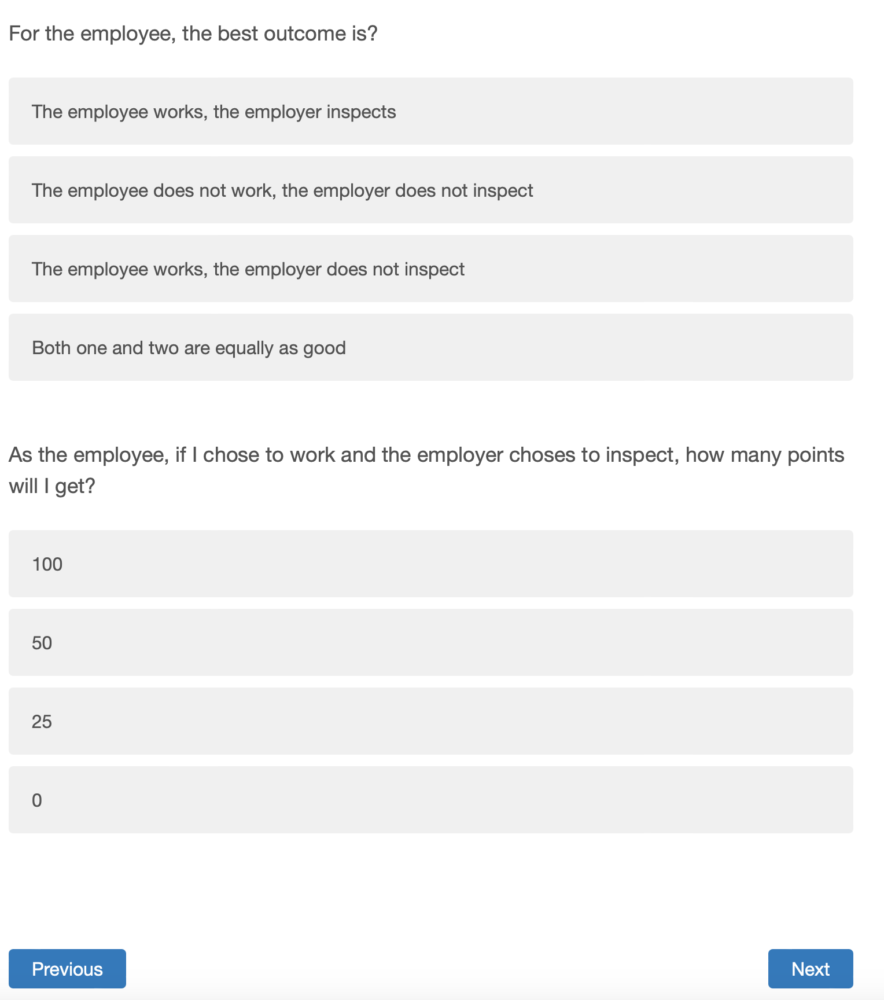 For the employee, the best outcome is?
The employee works, the employer inspects
The employee does not work, the employer does not inspect
The employee works, the employer does not inspect
Both one and two are equally as good
As the employee, if I chose to work and the employer choses to inspect, how many points
will I get?
100
50
25
0
Previous
Next